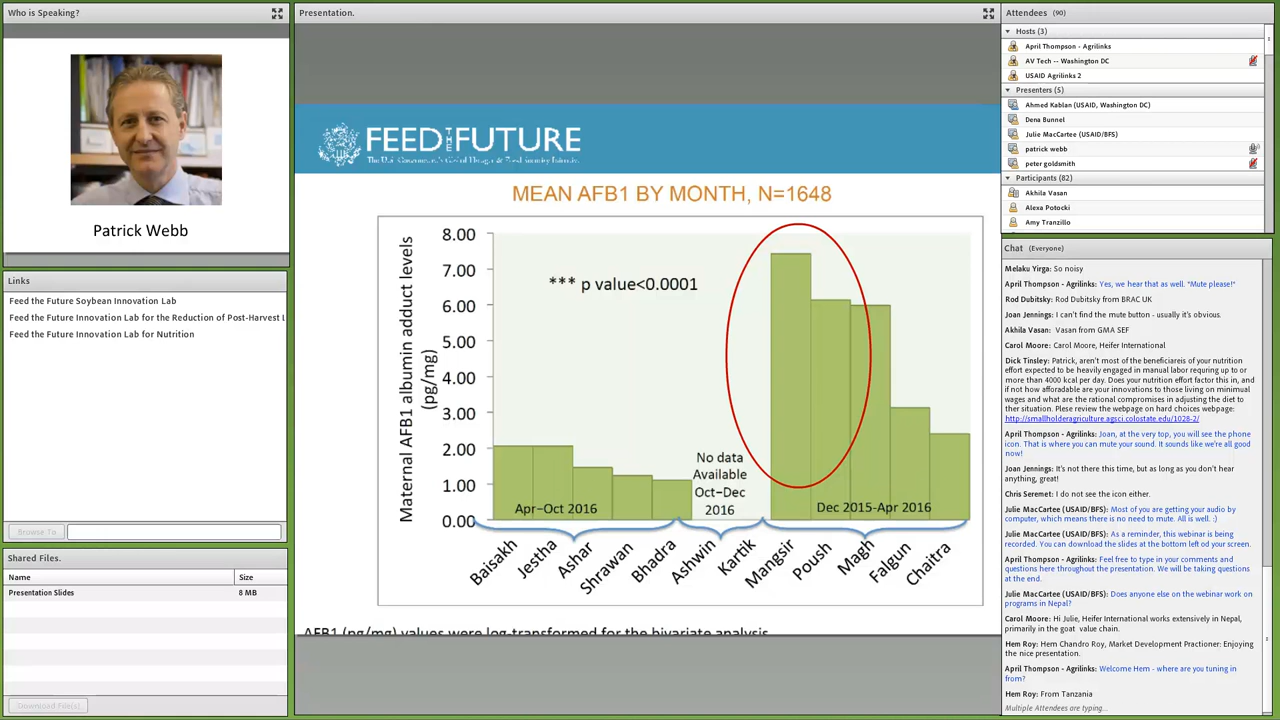 Who is Speaking?
Patrick Webb
Links
Feed the Future Soybean Innovation Lab
Feed the Future Innovation Lab for the Reduction of Post-Harvest L
Feed the Future Innovation Lab for Nutrition
Browse To
Shared Files.
Name Size
Presentation Slides 8 MB
Download File(s)
Presentation.
FEED THE FUTURE
The U.S. Government's Global Hunger & Food Security Initiative
MEAN AFB1 BY MONTH, N=1648
Maternal AFB1 albumin adduct levels
(pg/mg)
8.00
7.00
6.00
5.00
4.00
3.00
2.00
1.00
0.00
*** p value<0.0001
No data
Available
Oct-Dec
2016
Apr-Oct 2016
Dec 2015-Apr 2016
Baisakh
Jestha
Ashar
Shrawan
Bhadra
Ashwin
Kartik
Mangsir
Poush
Magh
Falgun
Chaitra
AFB1 (pg/mg) values were log-transformed for the bivariate analysis
Attendees (90)
Hosts (3)
April Thompson - Agrilinks
AV Tech -- Washington DC
USAID Agrilinks 2
Presenters (5)
Ahmed Kablan (USAID, Washington DC)
Dena Bunnel
Julie MacCartee (USAID/BFS)
patrick webb
peter goldsmith
Participants (82)
Akhila Vasan
Alexa Potocki
Amy Tranzillo
Chat (Everyone)
Melaku Yirga: So noisy
April Thompson - Agrilinks: Yes, we hear that as well. *Mute please!*
Rod Dubitsky: Rod Dubitsky from BRAC UK
Joan Jennings: I can't find the mute button - usually it's obvious.
Akhila Vasan: Vasan from GMA SEF
Carol Moore: Carol Moore, Heifer International
Dick Tinsley: Patrick, aren't most of the beneficiareis of your nutrition
effort expected to be heavily engaged in manual labor requring up to or
more than 4000 kcal per day. Does your nutrition effort factor this in, and
if not how afforadable are your innovations to those living on minimual
wages and what are the rational compromises in adjusting the diet to
ther situation. Plese review the webpage on hard choices webpage:
http://smallholderagriculture.agsci.colostate.edu/1028-2/
April Thompson - Agrilinks: Joan, at the very top, you will see the phone
icon. That is where you can mute your sound. It sounds like we're all good
now!
Joan Jennings: It's not there this time, but as long as you don't hear
anything, great!
Chris Seremet: I do not see the icon either.
Julie MacCartee (USAID/BFS): Most of you are getting your audio by
computer, which means there is no need to mute. All is well. :)
Julie MacCartee (USAID/BFS): As a reminder, this webinar is being
recorded. You can download the slides at the bottom left od your screen.
April Thompson - Agrilinks: Feel free to type in your comments and
questions here throughout the presentation. We will be taking questions
at the end.
Julie MacCartee (USAID/BFS): Does anyone else on the webinar work on
programs in Nepal?
Carol Moore: Hi Julie, Heifer International works extensively in Nepal,
primarily in the goat value chain.
Hem Roy: Hem Chandro Roy, Market Development Practioner: Enjoying
the nice presentation.
April Thompson - Agrilinks: Welcome Hem - where are you tuning in
from?
Hem Roy: From Tanzania
Multiple Attendees are typing...